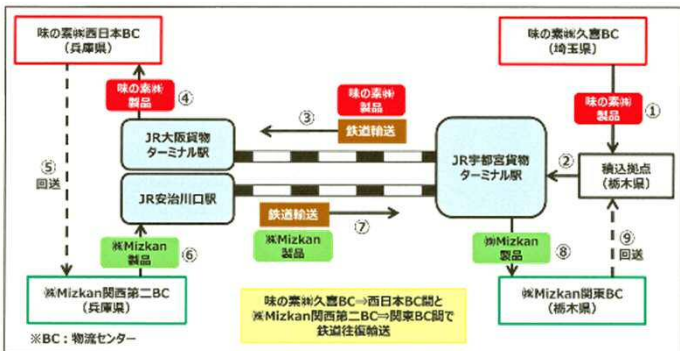 味の素㈱西日本BC
(兵庫県)
味の素㈱久喜BC
(埼玉県)
味の素㈱
製品
④
③
味の素㈱
製品
鉄道輸送
味の素㈱
製品
①
⑤
回送
JR大阪貨物
ターミナル駅
JR宇都宮貨物
ターミナル駅
②
積込拠点
(栃木県)
JR安治川口駅
鉄道輸送
⑦
㈱Mizkan
製品
⑥
㈱Mizkan
製品
㈱Mizkan
製品
⑧
⑨
回送
㈱Mizkan関西第二BC
(兵庫県)
味の素㈱久喜BC⇒西日本BC間と
㈱Mizkan関西第二BC⇒関東BC間で
鉄道往復輸送
㈱Mizkan関東BC
(栃木県)
※BC：物流センター